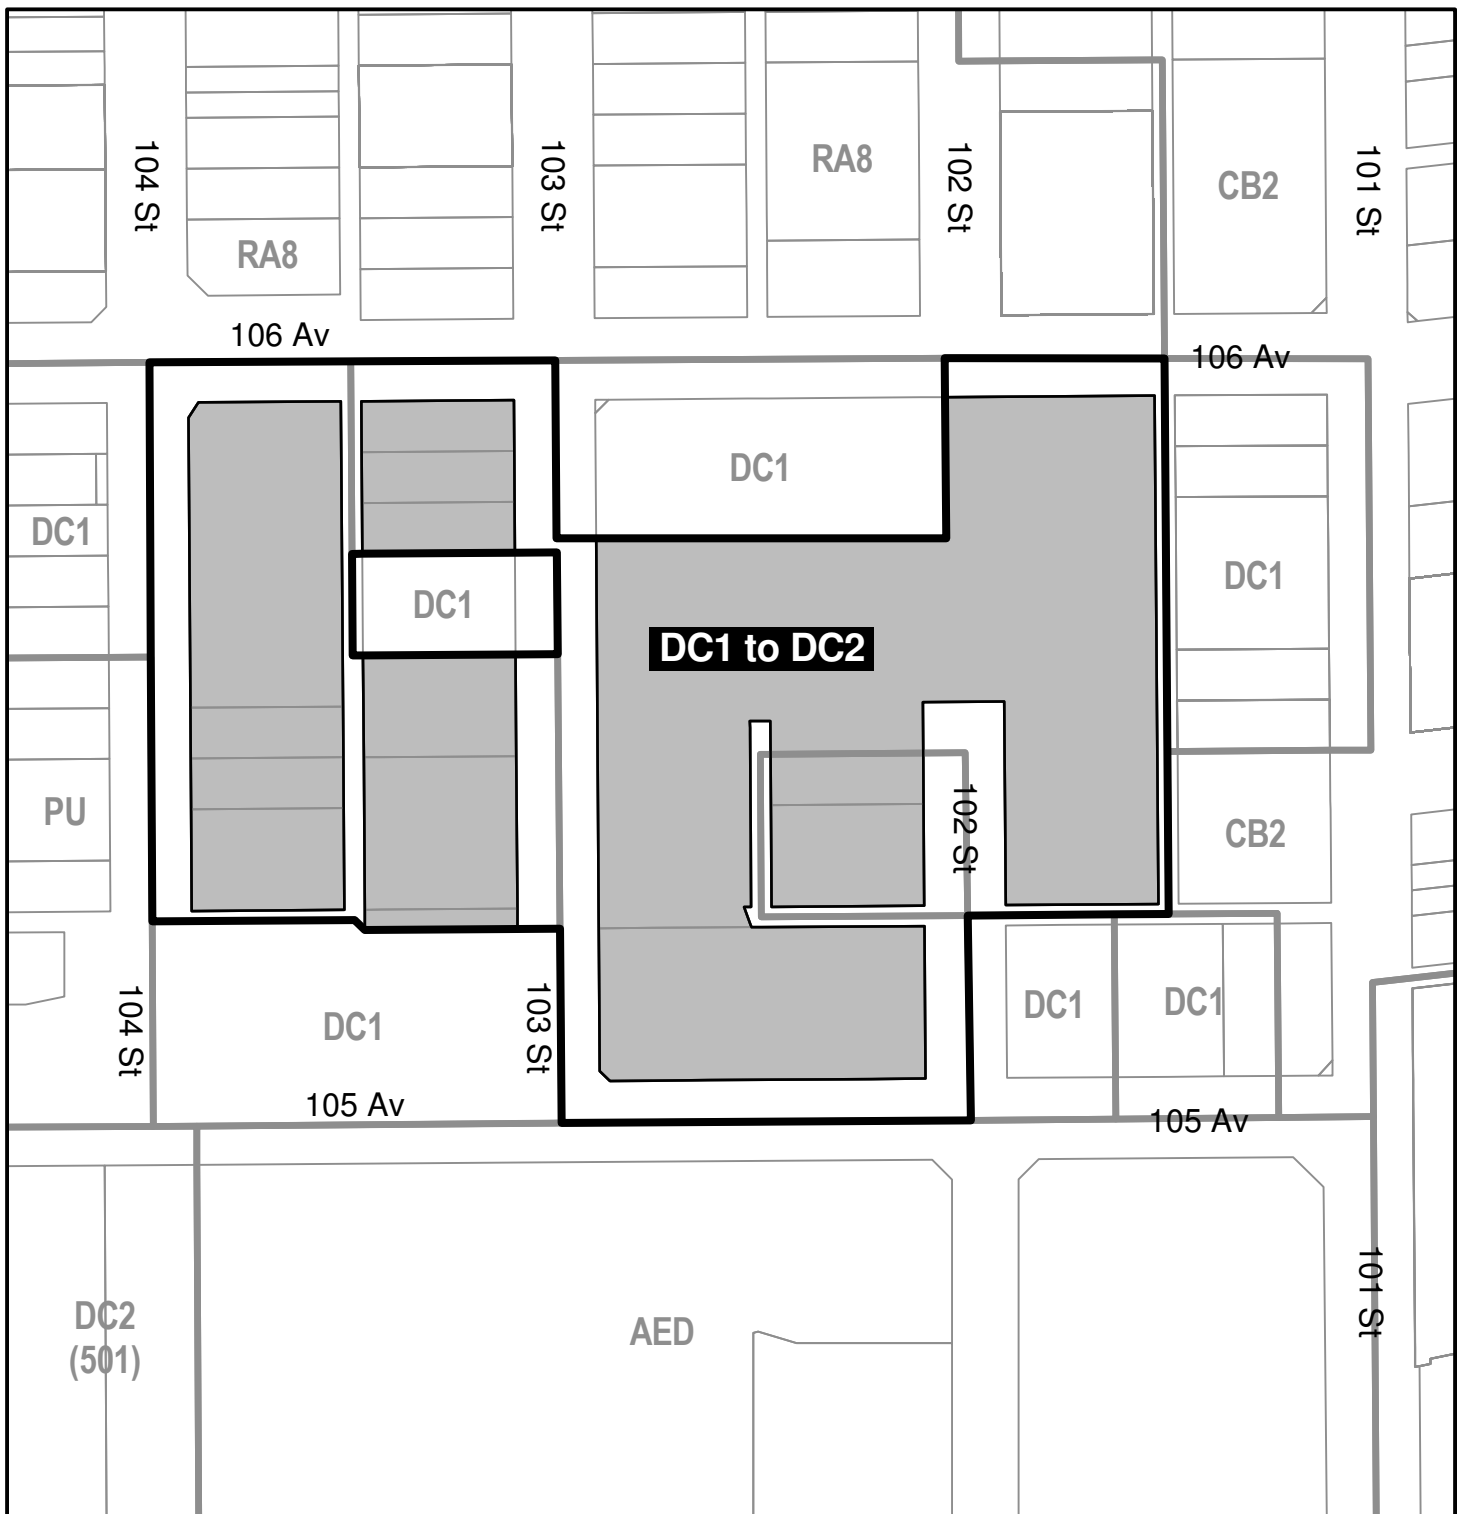 104 St
103 St
RA8
102 St
CB2
101 St
RA8
106 Av
106 Av
DC1
DC1
DC1
DC1
DC1 to DC2
PU
102 St
CB2
104 St
DC1
103 St
DC1
DC1
105 Av
105 Av
DC2
(501)
AED
101 St